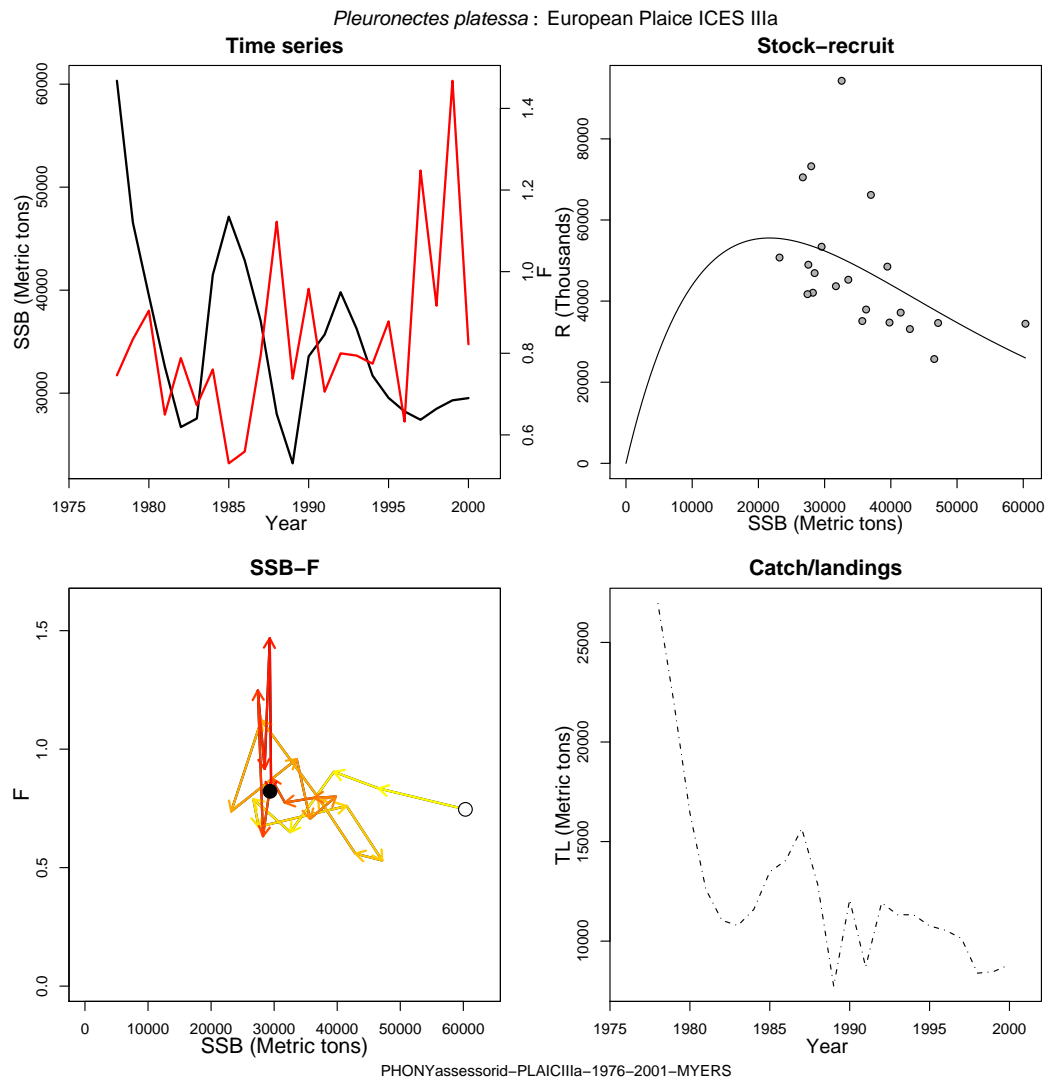 Pleuronectes platessa : European Plaice ICES IIIa
Time series
SSB (Metric tons)
30000 40000 50000 60000
0.6 0.8 1.0 1.2 1.4
F
1975 1980 1985 1990 1995 2000
Year
Stock–recruit
R (Thousands)
0 20000 40000 60000 80000
0 10000 20000 30000 40000 50000 60000
SSB (Metric tons)
SSB–F
F
0.0 0.5 1.0 1.5
0 10000 20000 30000 40000 50000 60000
SSB (Metric tons)
Catch/landings
TL (Metric tons)
10000 15000 20000 25000
1975 1980 1985 1990 1995 2000
Year
PHONYassessorid–PLAICIIIa–1976–2001–MYERS